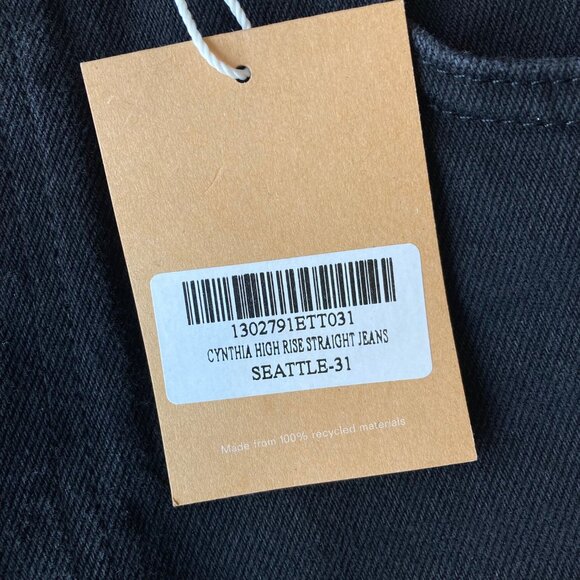 1302791ETT031
CYNTHIA HIGH RISE STRAIGHT JEANS
SEATTLE-31
Made from 100% recycled materials